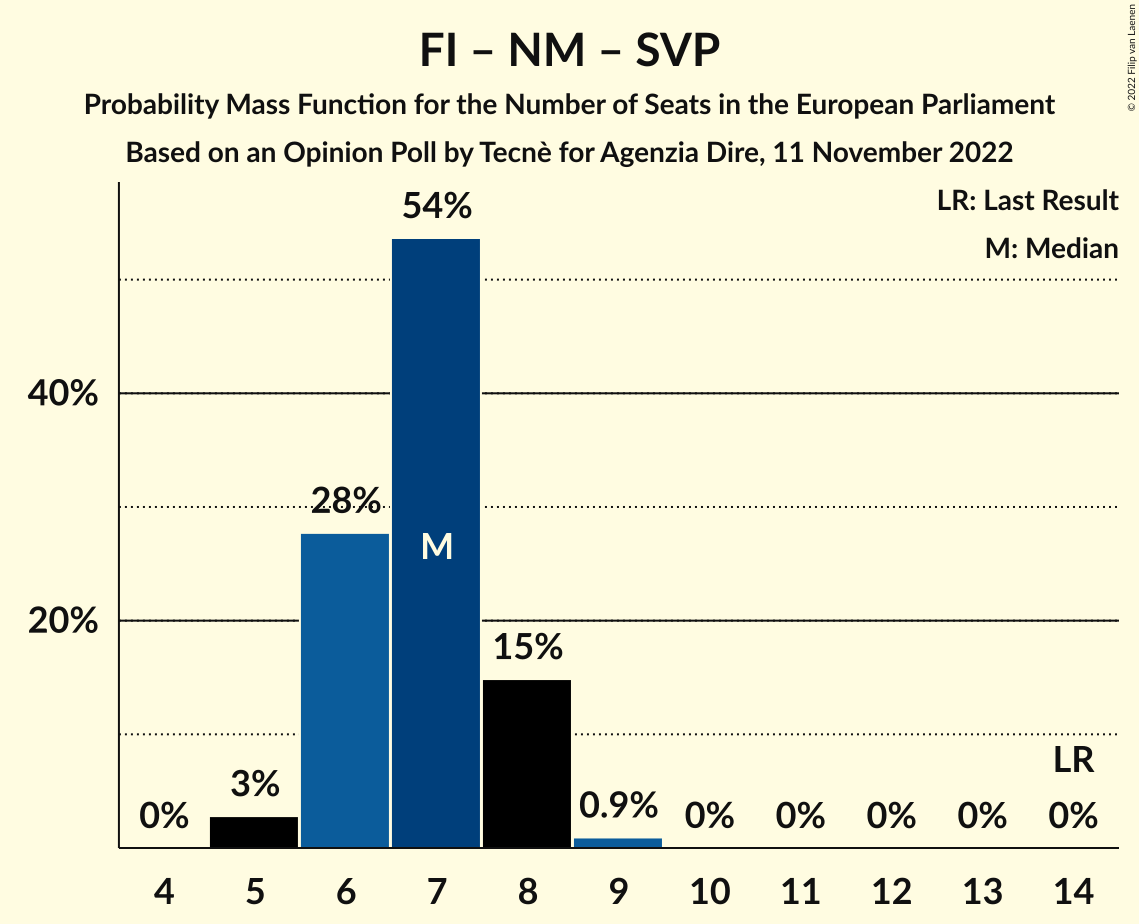 FI – NM – SVP
Probability Mass Function for the Number of Seats in the European Parliament
Based on an Opinion Poll by Tecnè for Agenzia Dire, 11 November 2022
© 2022 Filip van Laenen
LR: Last Result
M: Median
54%
40%
28%
M
20%
15%
LR
3%
0.9%
0% 0% 0% 0% 0% 0%
4 5 6 7 8 9 10 11 12 13 14